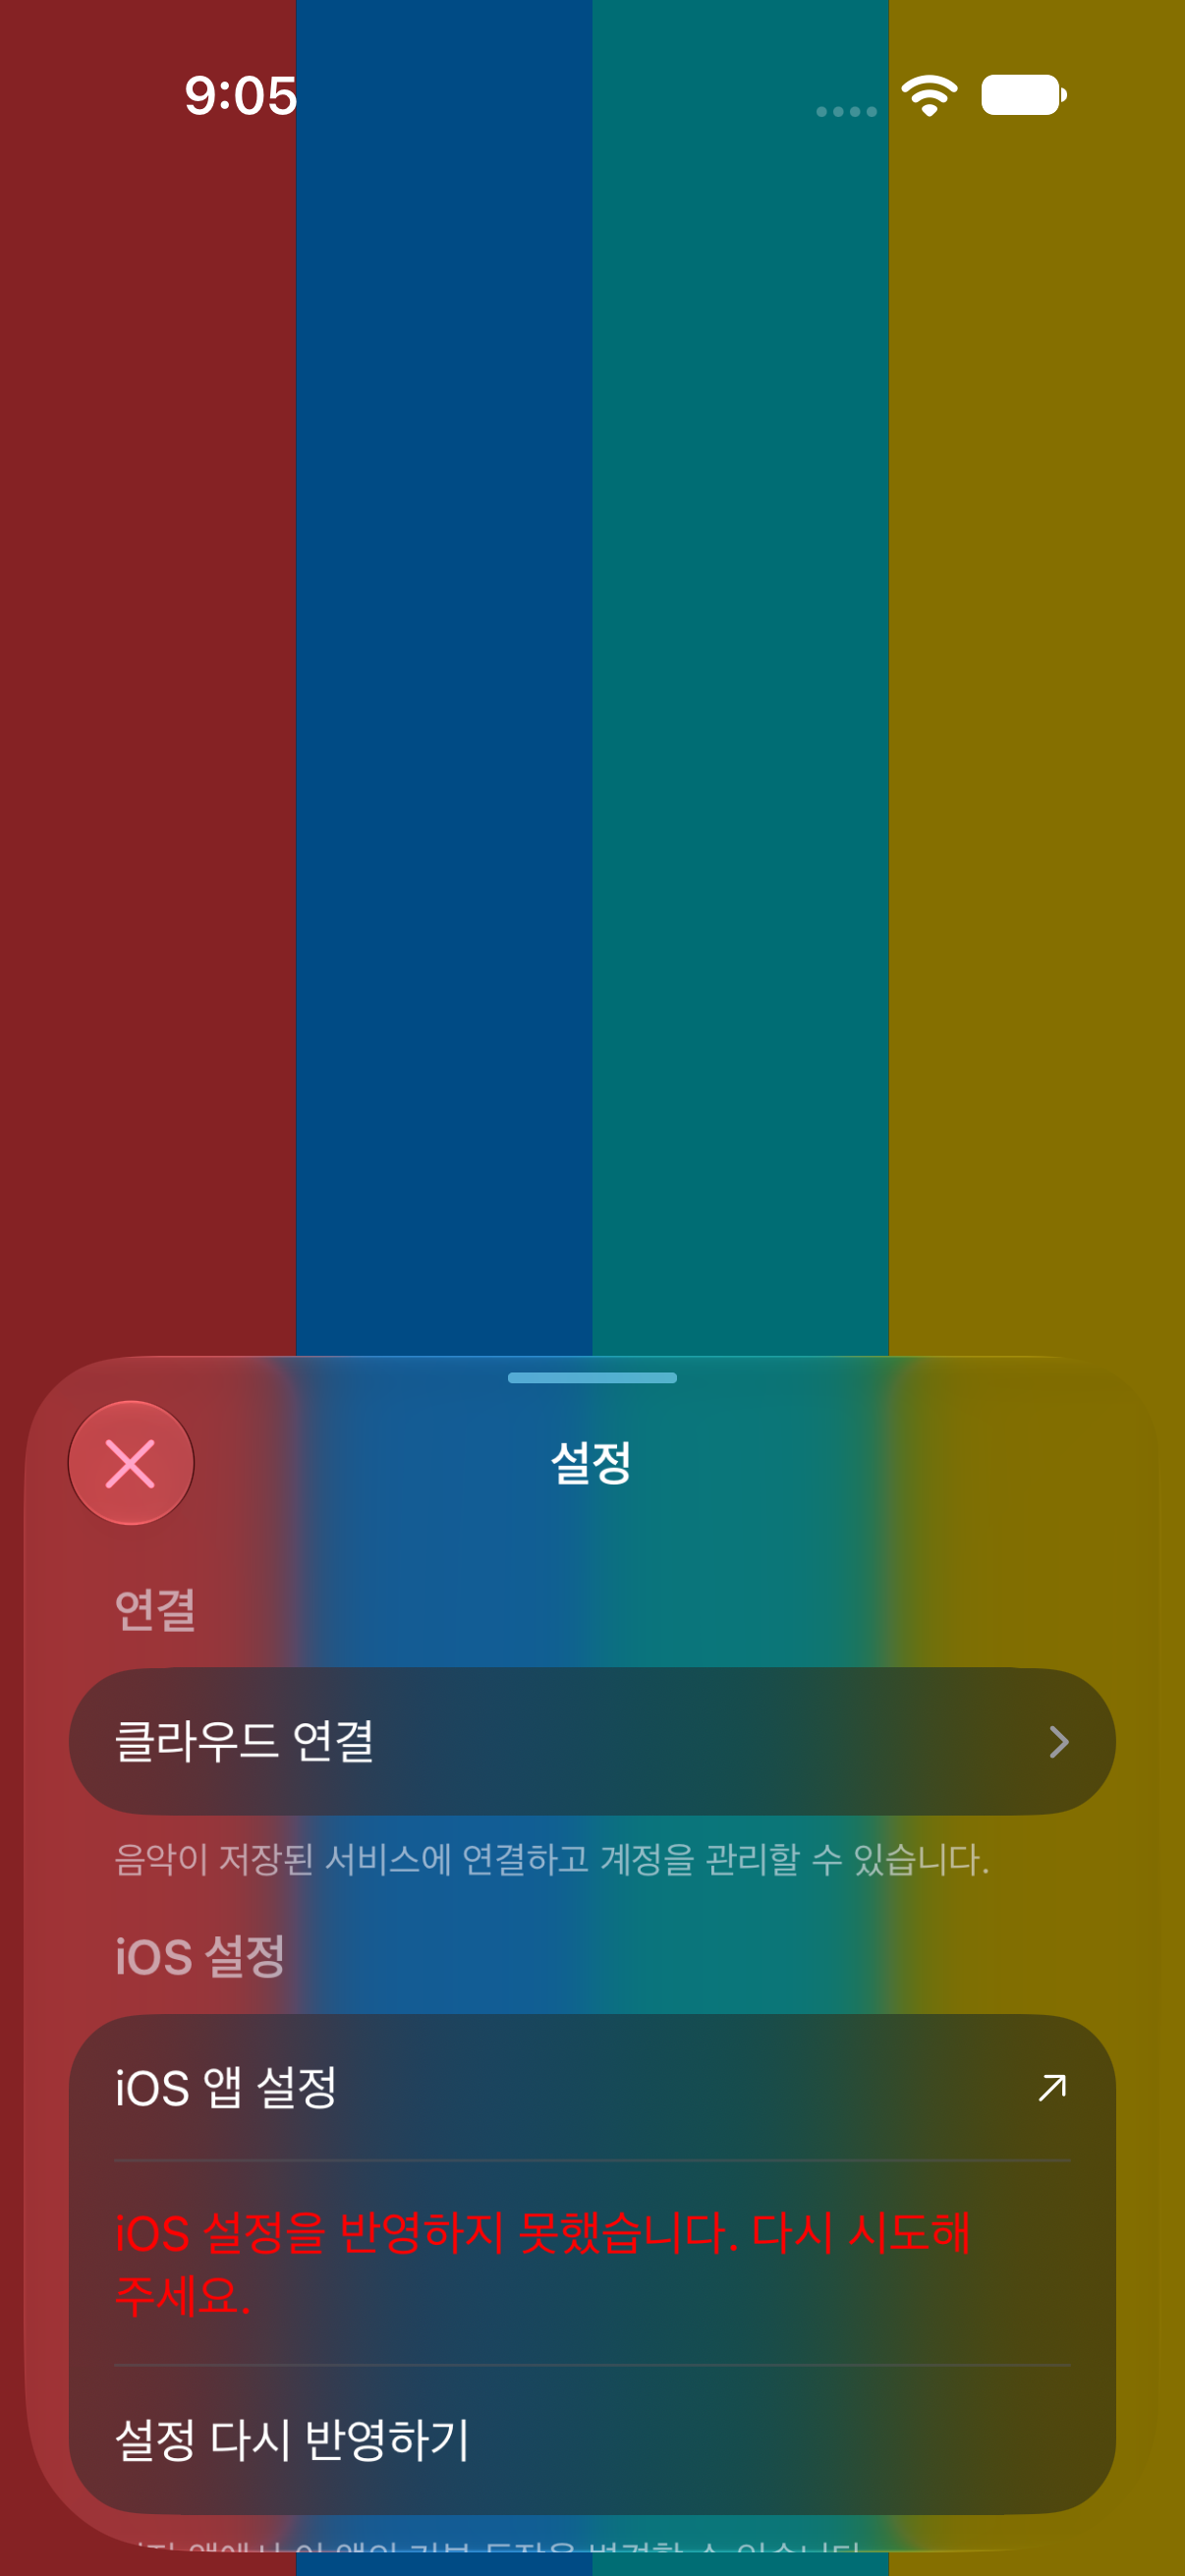 9:05
설정
연결
클라우드 연결
음악이 저장된 서비스에 연결하고 계정을 관리할 수 있습니다.
iOS 설정
iOS 앱 설정
iOS 설정을 반영하지 못했습니다. 다시 시도해
주세요.
설정 다시 반영하기